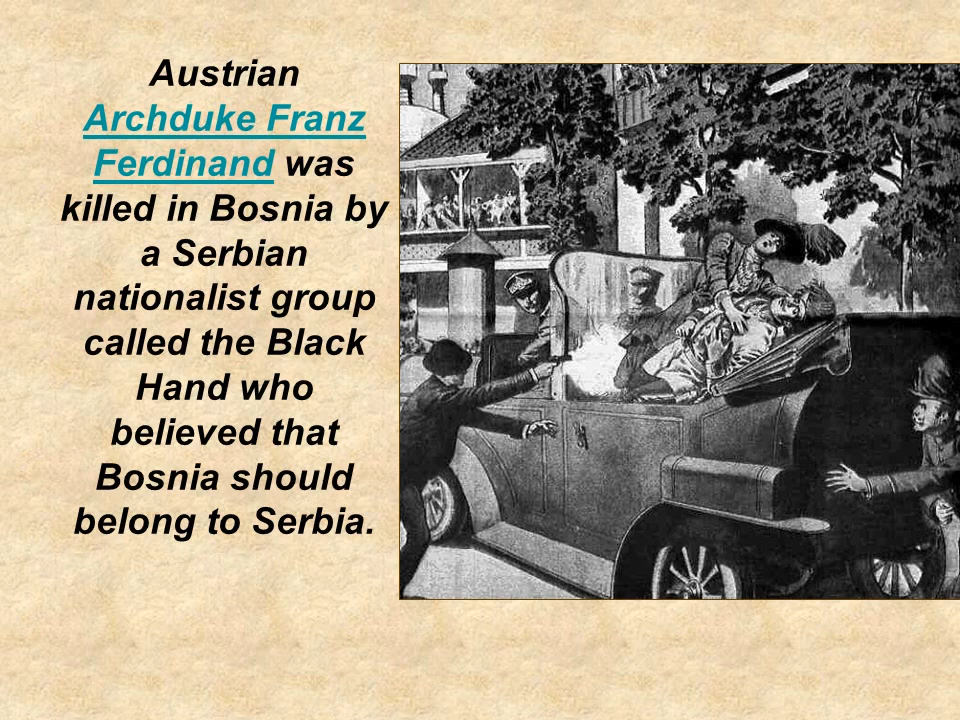 Austrian
Archduke Franz
Ferdinand was
killed in Bosnia by
a Serbian
nationalist group
called the Black
Hand who
believed that
Bosnia should
belong to Serbia.